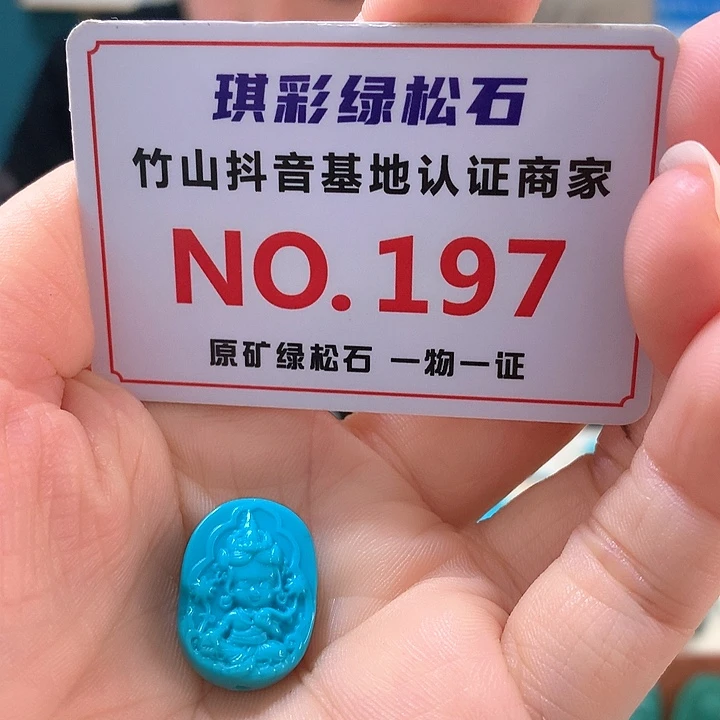 琪彩绿松石
竹山抖音基地认证商家
NO.197
原矿绿松石 一物一证